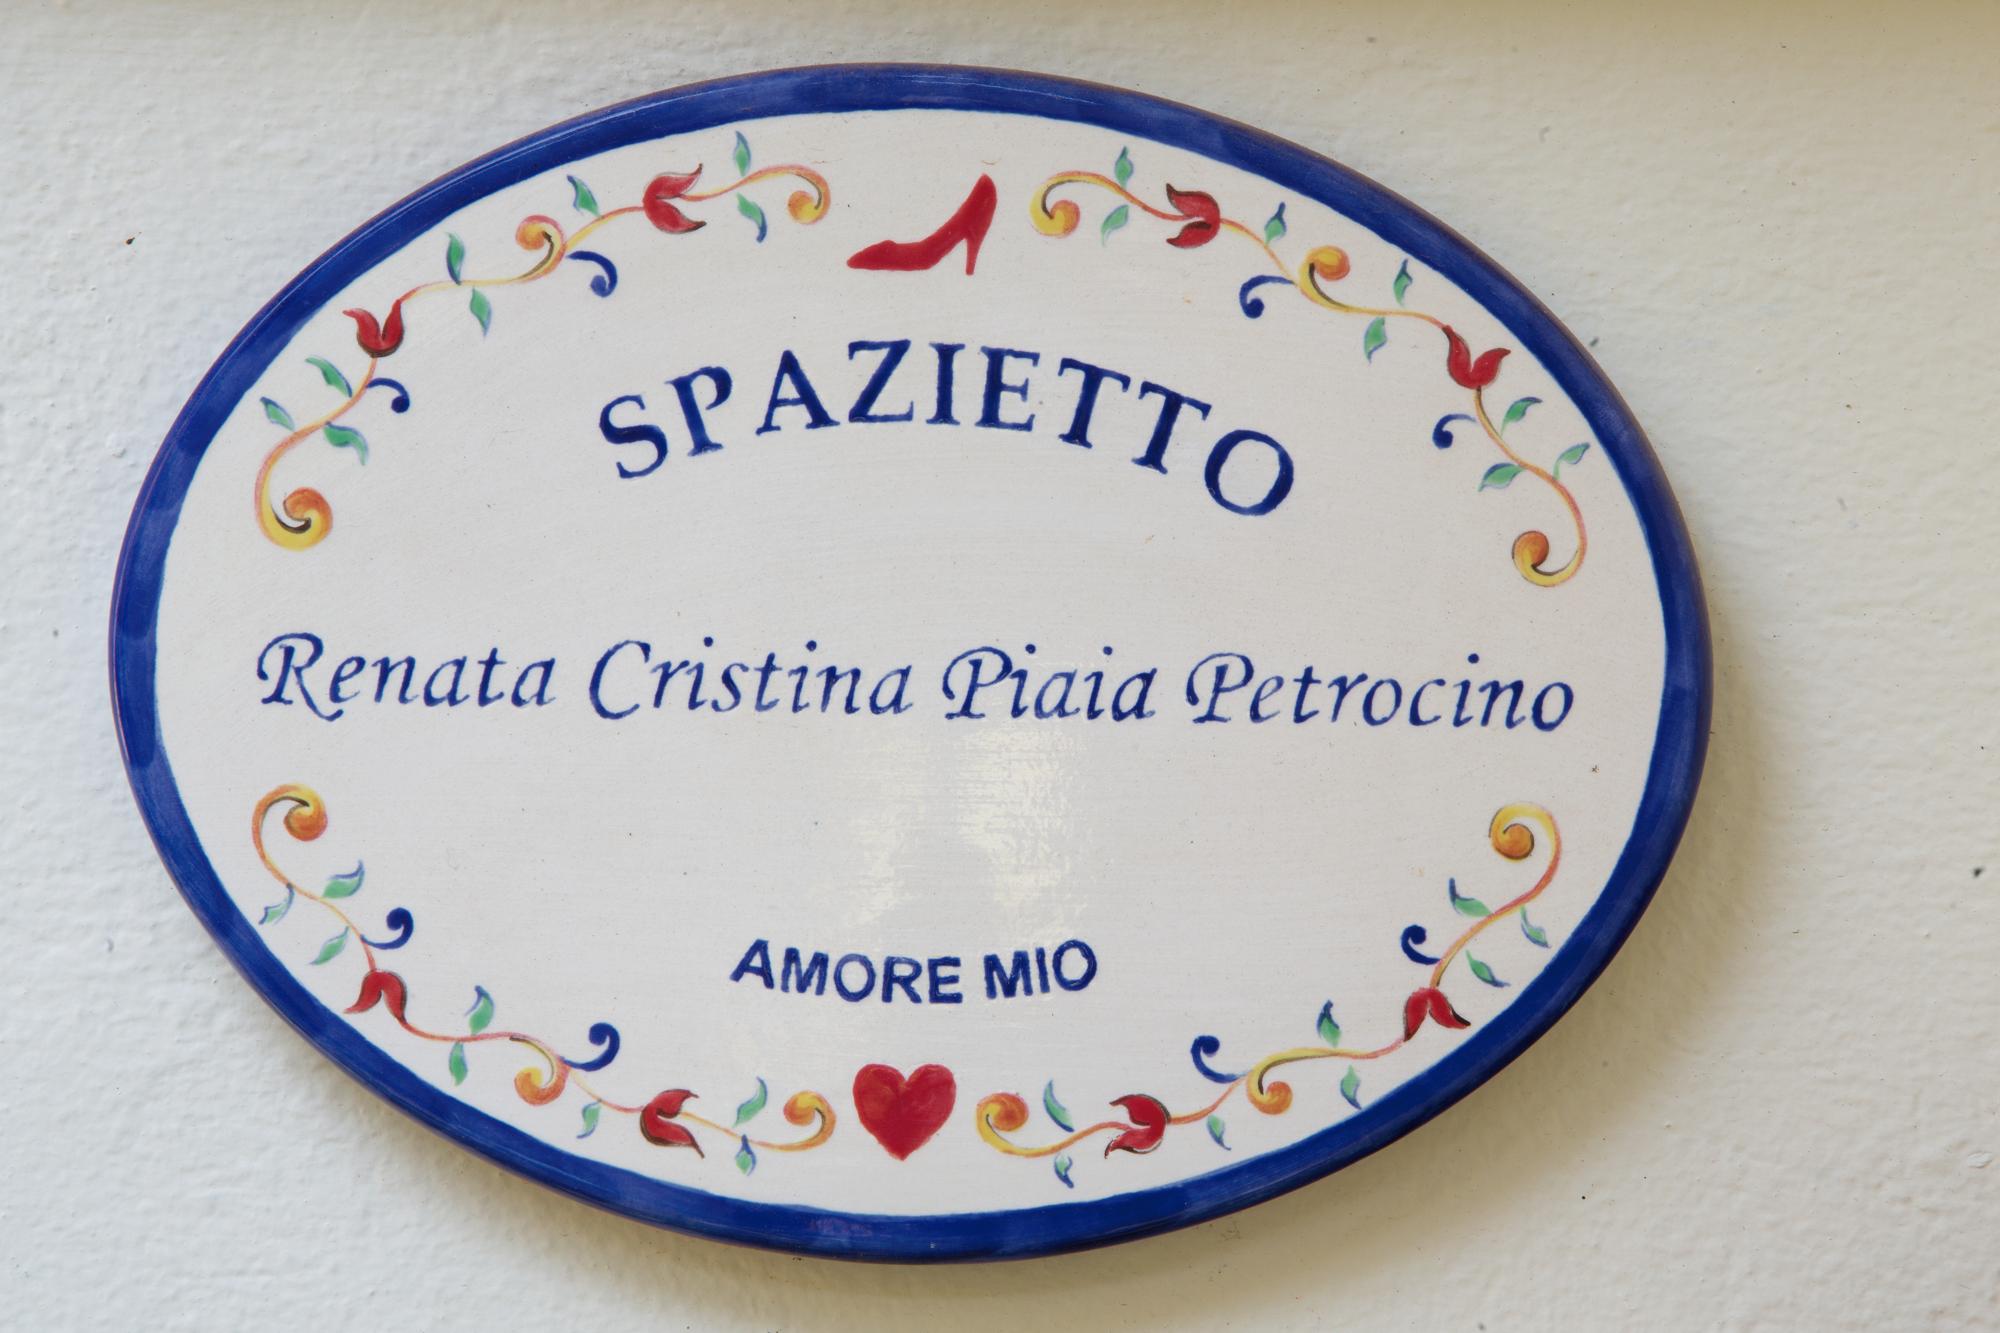 SPAZIETTO
Renata Cristina Piaia Petrocino
AMORE MIO